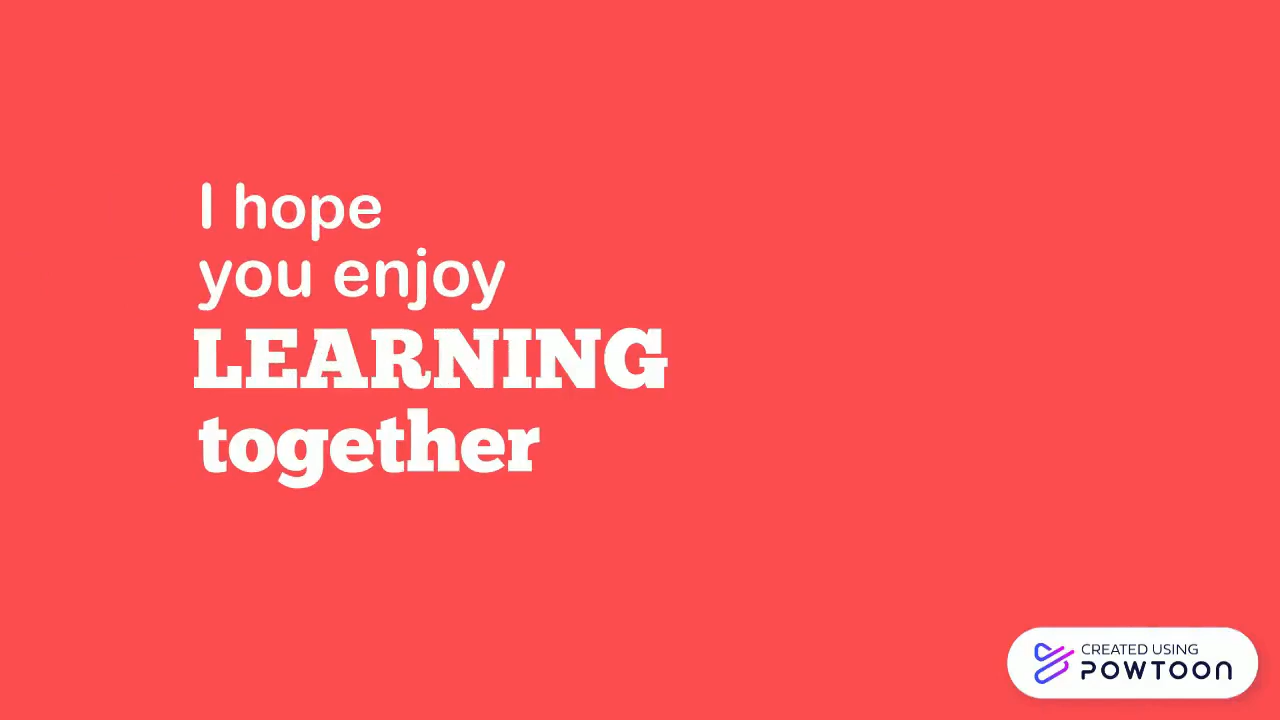 I hope
you enjoy
LEARNING
together
CREATED USING
POWTOON